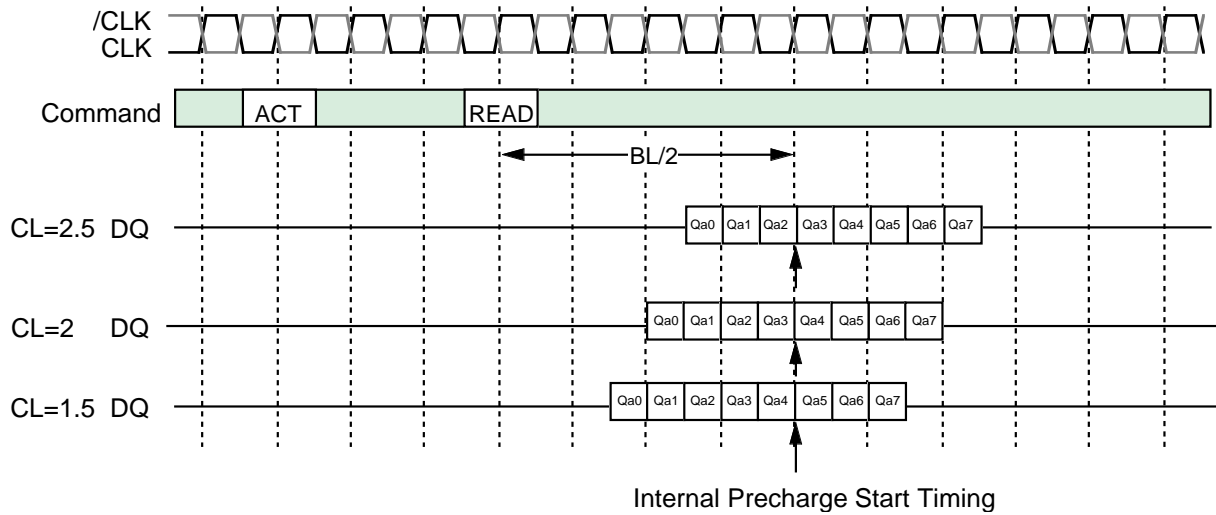 /CLK
CLK
Command ACT READ
BL/2
CL=2.5 DQ Qa0 Qa1 Qa2 Qa3 Qa4 Qa5 Qa6 Qa7
CL=2 DQ Qa0 Qa1 Qa2 Qa3 Qa4 Qa5 Qa6 Qa7
CL=1.5 DQ Qa0 Qa1 Qa2 Qa3 Qa4 Qa5 Qa6 Qa7
Internal Precharge Start Timing